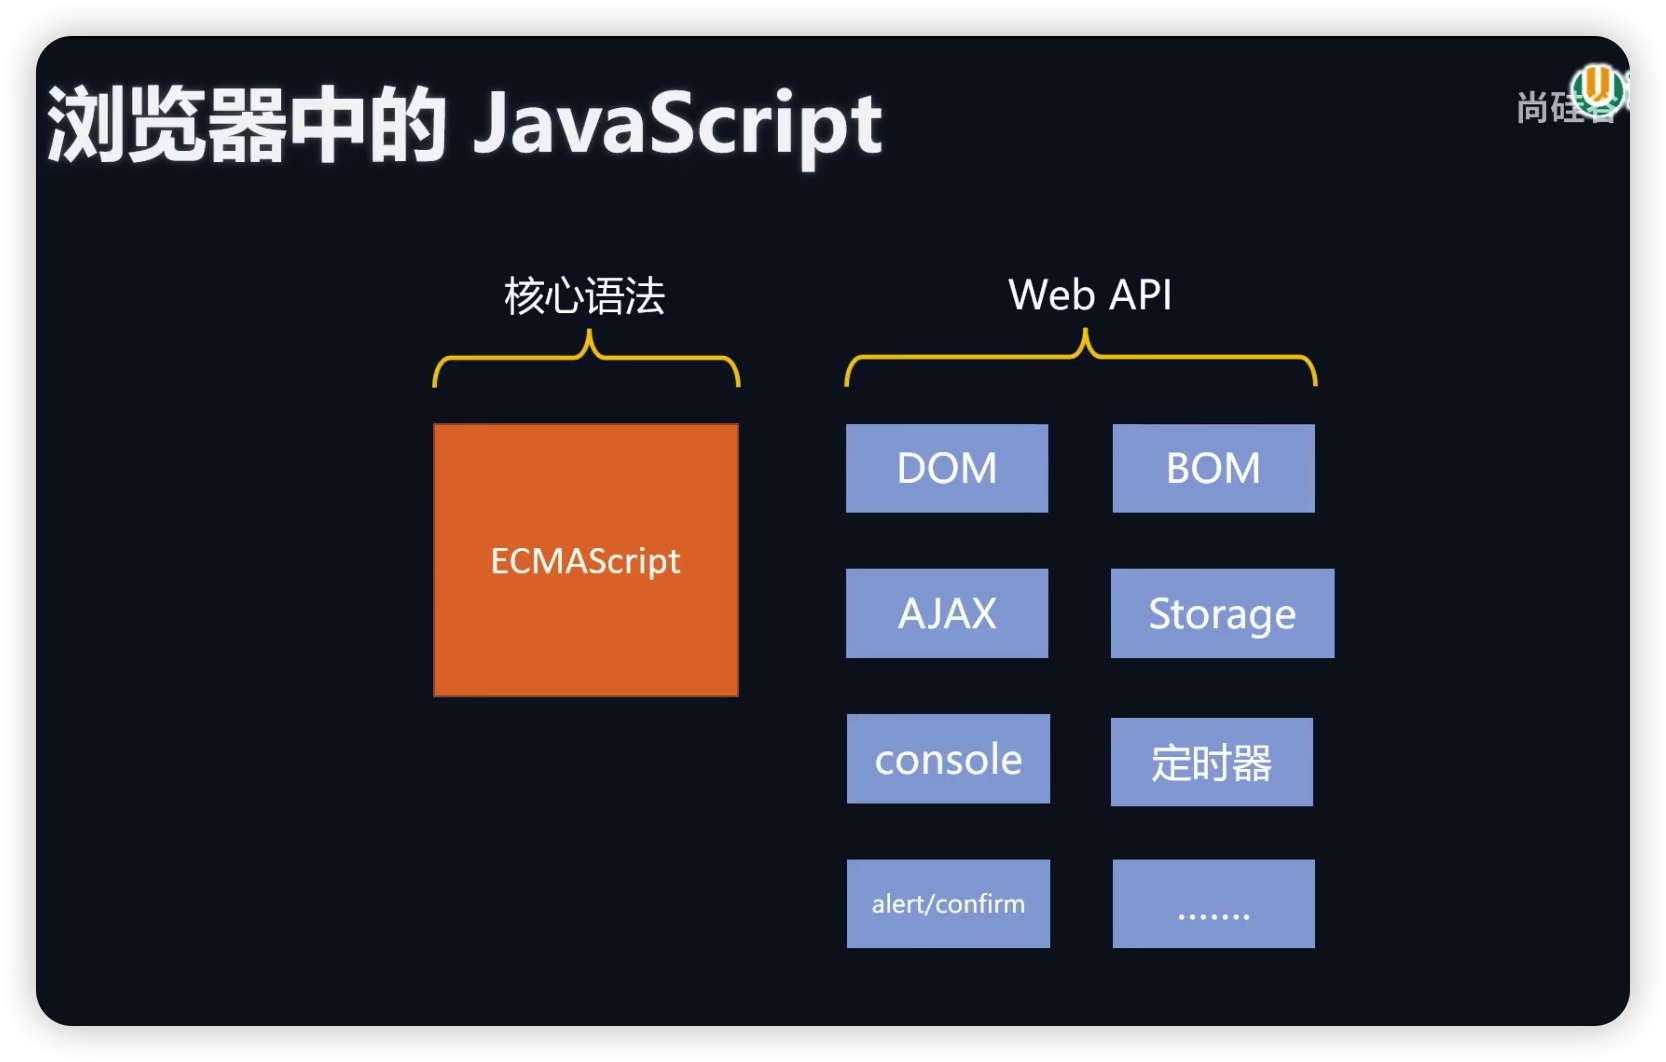 浏览器中的 JavaScript
尚硅谷
核心语法
Web API
ECMAScript
DOM
BOM
AJAX
Storage
console
定时器
alert/confirm
.......